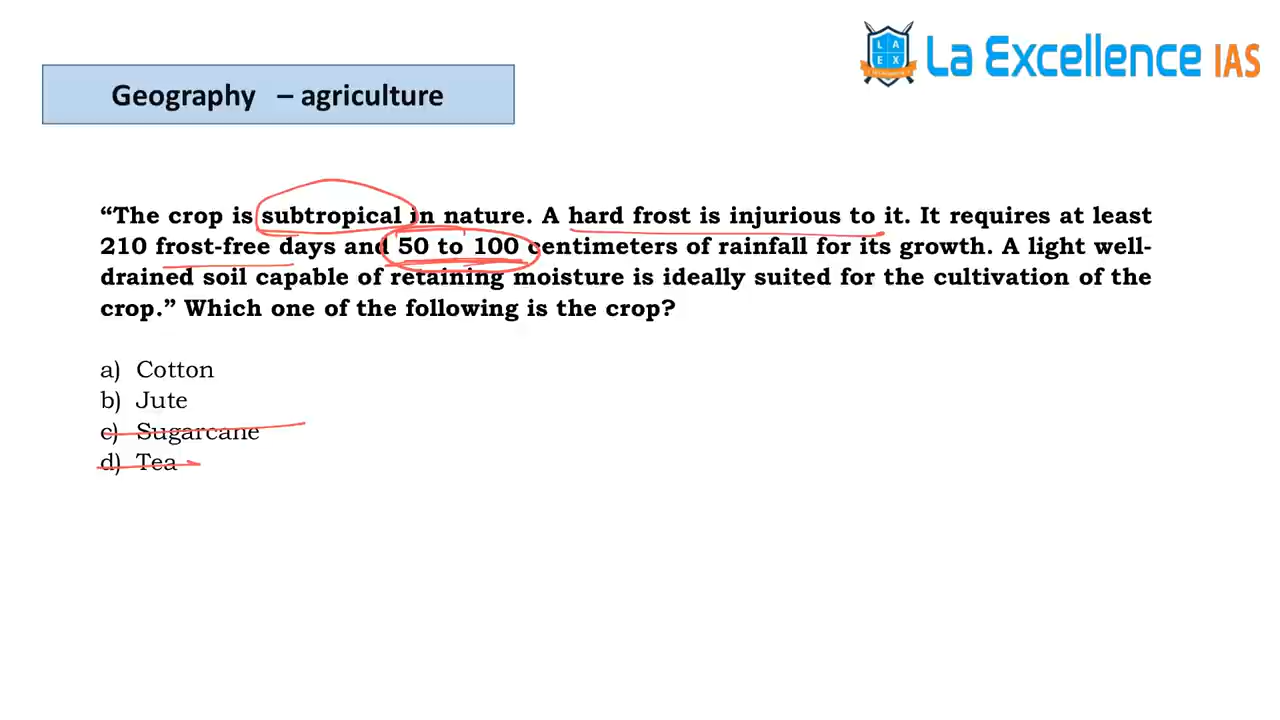 La Excellence IAS
LA
EX
Geography – agriculture
“The crop is subtropical in nature. A hard frost is injurious to it. It requires at least
210 frost-free days and 50 to 100 centimeters of rainfall for its growth. A light well-
drained soil capable of retaining moisture is ideally suited for the cultivation of the
crop.” Which one of the following is the crop?
a) Cotton
b) Jute
c) Sugarcane
d) Tea